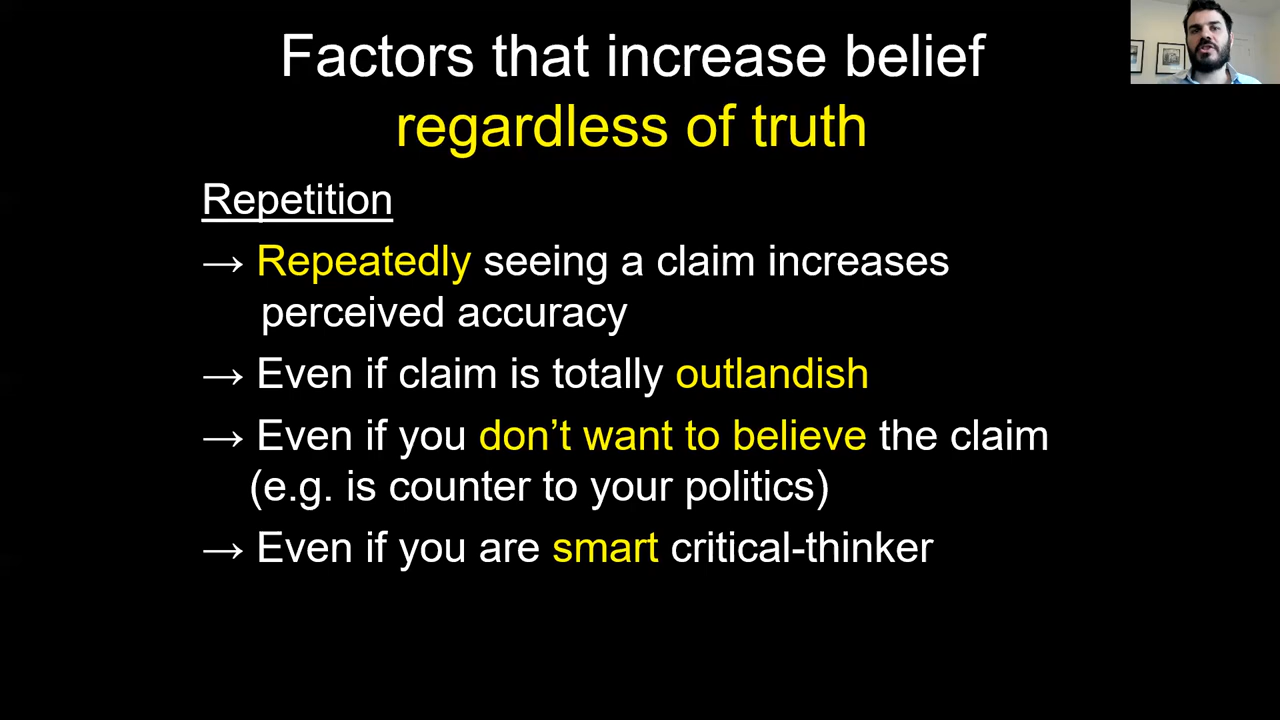 Factors that increase belief
regardless of truth
Repetition
→ Repeatedly seeing a claim increases
perceived accuracy
→ Even if claim is totally outlandish
→ Even if you don’t want to believe the claim
(e.g. is counter to your politics)
→ Even if you are smart critical-thinker